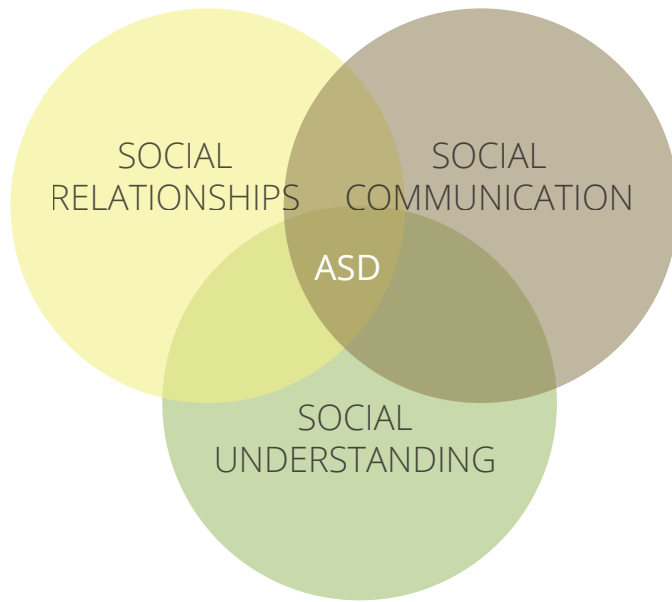 SOCIAL
RELATIONSHIPS
SOCIAL
COMMUNICATION
ASD
SOCIAL
UNDERSTANDING